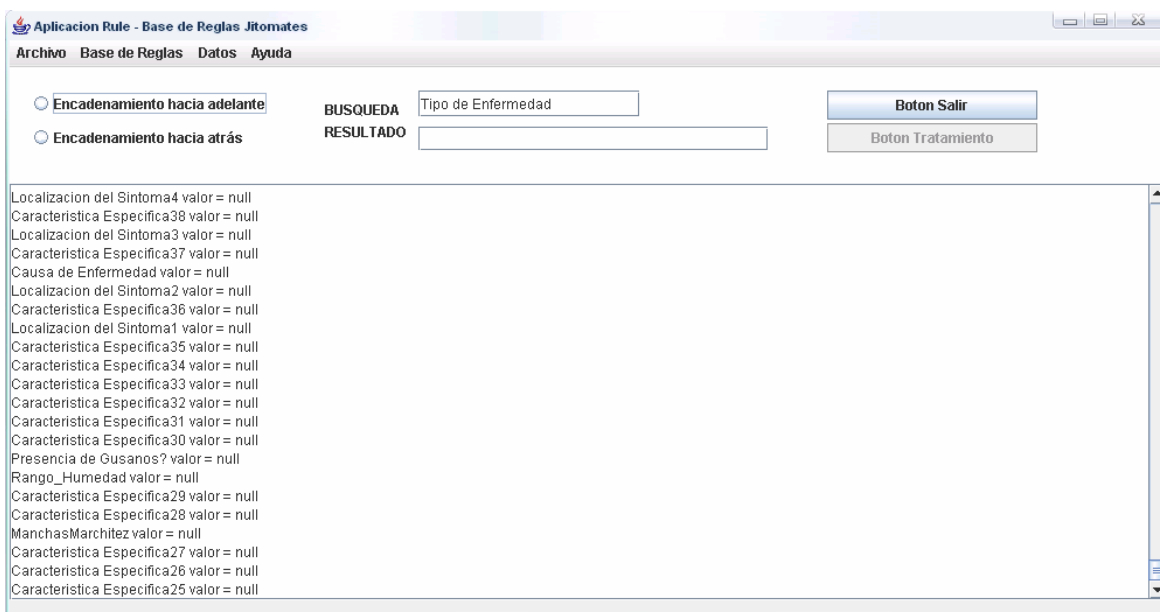 Aplicacion Rule - Base de Reglas Jitomates
Archivo Base de Reglas Datos Ayuda
Encadenamiento hacia adelante
Encadenamiento hacia atrás
BUSQUEDA Tipo de Enfermedad
RESULTADO
Boton Salir
Boton Tratamiento
Localizacion del Sintoma4 valor = null
Caracteristica Especifica38 valor = null
Localizacion del Sintoma3 valor = null
Caracteristica Especifica37 valor = null
Causa de Enfermedad valor = null
Localizacion del Sintoma2 valor = null
Caracteristica Especifica36 valor = null
Localizacion del Sintoma1 valor = null
Caracteristica Especifica35 valor = null
Caracteristica Especifica34 valor = null
Caracteristica Especifica33 valor = null
Caracteristica Especifica32 valor = null
Caracteristica Especifica31 valor = null
Caracteristica Especifica30 valor = null
Presencia de Gusanos? valor = null
Rango_Humedad valor = null
Caracteristica Especifica29 valor = null
Caracteristica Especifica28 valor = null
ManchasMarchitez valor = null
Caracteristica Especifica27 valor = null
Caracteristica Especifica26 valor = null
Caracteristica Especifica25 valor = null